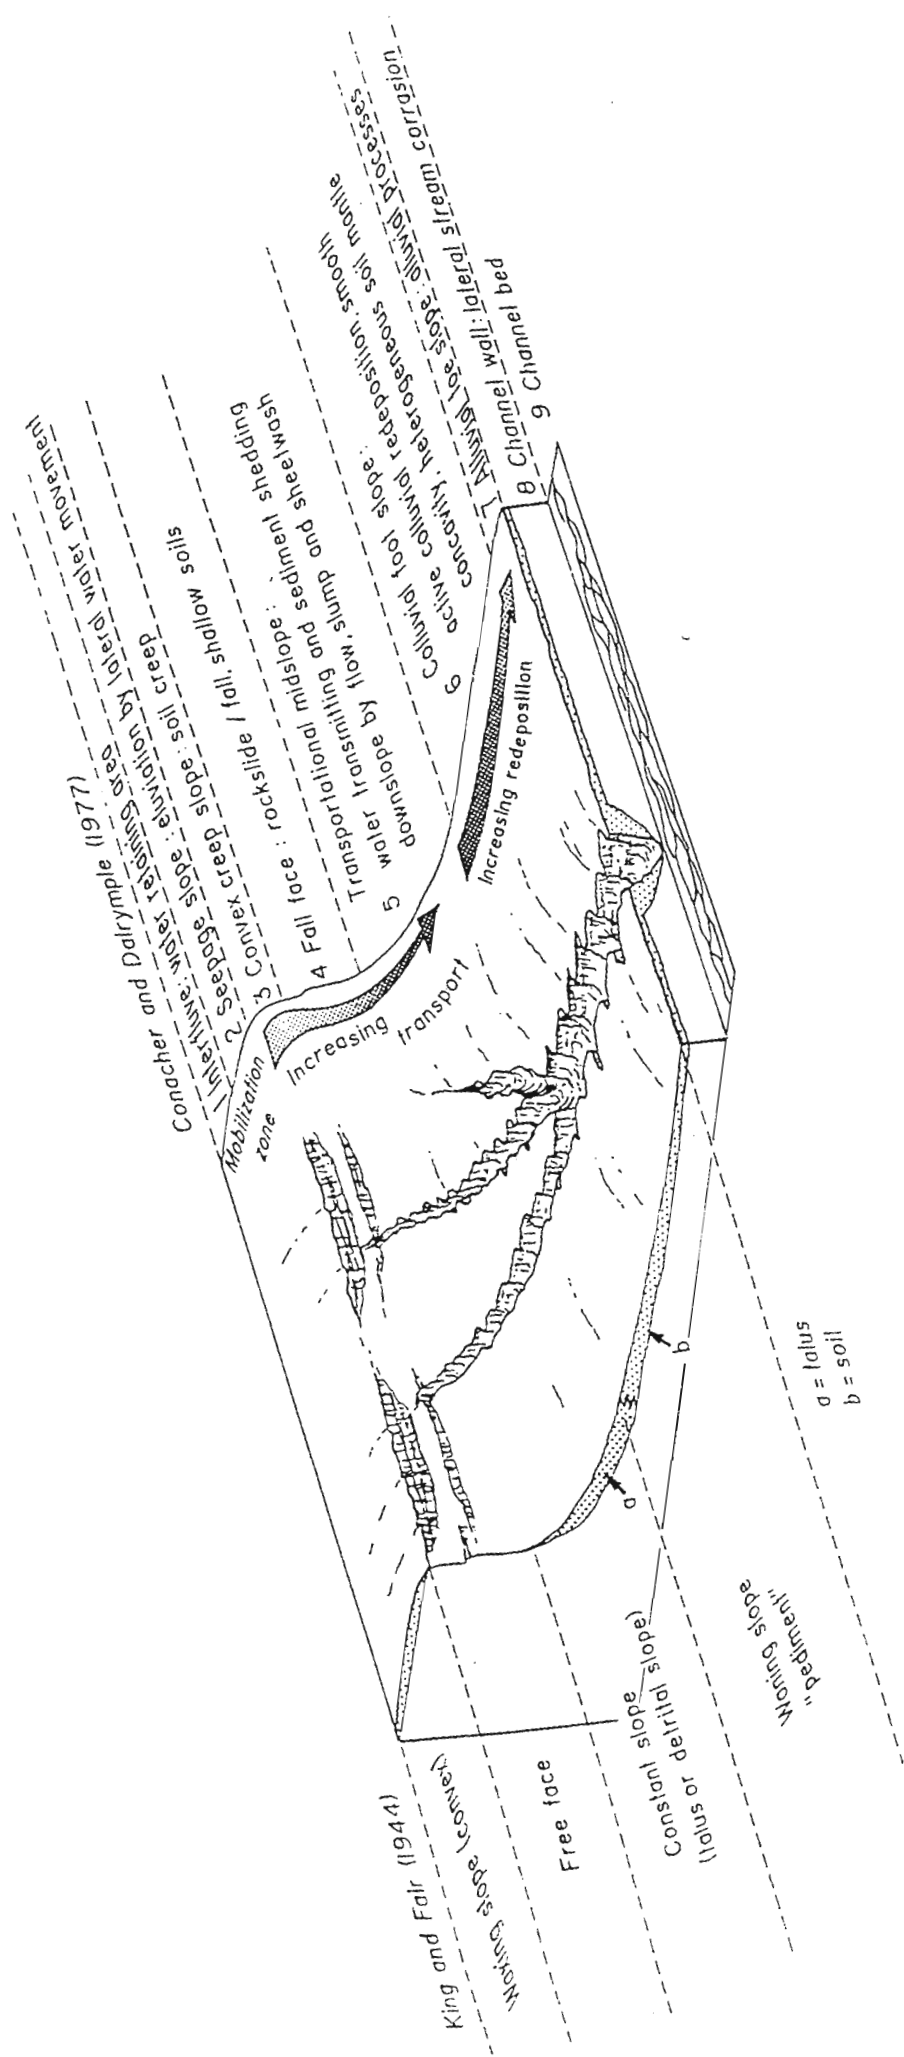 Conacher and Dalrymple (1977)
1 Interfluve: water retaining area
2 Seepage slope: eluviation by lateral water movement
3 Convex creep slope: soil creep
4 Fall face: rockslide / fall, shallow soils
Transportational midslope:
5 water transmitting and sediment shedding
downslope by flow, slump and sheetwash
Colluvial foot slope:
6 active colluvial redeposition, smooth
concavity, heterogeneous soil mantle
7 Alluvial toe slope: alluvial processes
8 Channel wall: lateral stream corrasion
9 Channel bed
Mobilization
zone
Increasing
transport
Increasing redeposition
King and Fair (1944)
Waxing slope (convex)
Free face
Constant slope
(talus or detrital slope)
Waning slope
"pediment"
a
b
a = talus
b = soil